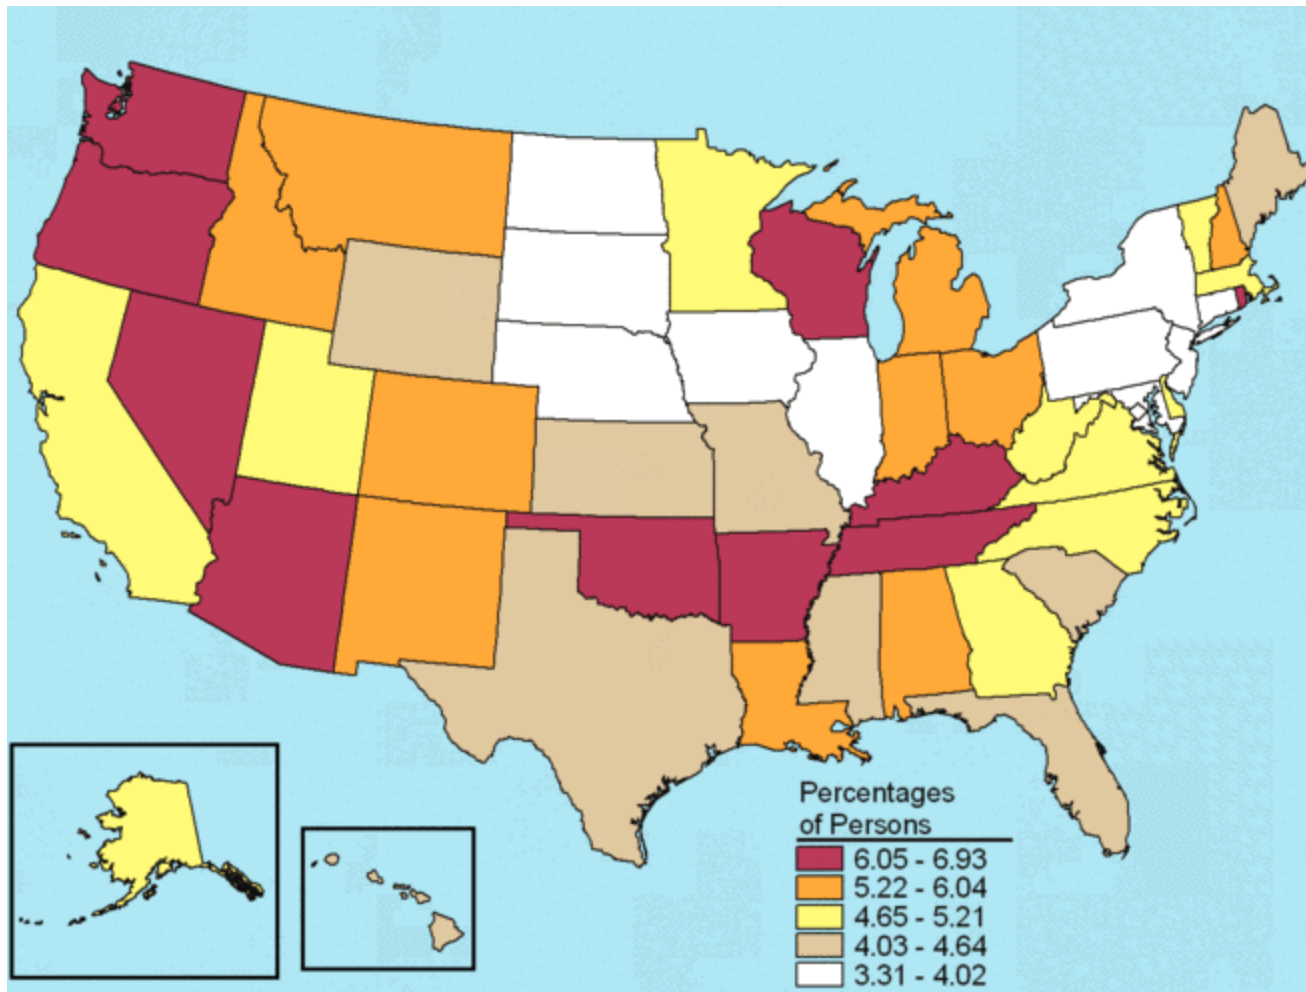 Percentages
of Persons
6.05 - 6.93
5.22 - 6.04
4.65 - 5.21
4.03 - 4.64
3.31 - 4.02